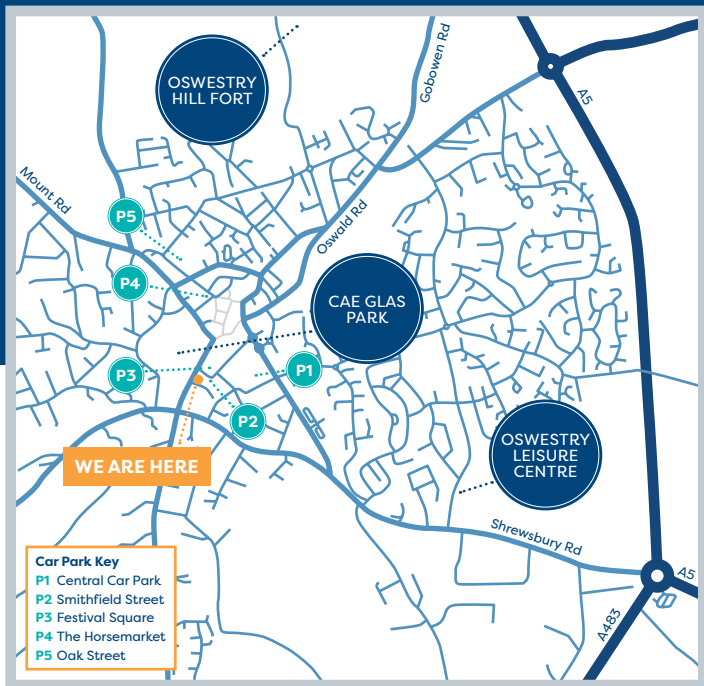 OSWESTRY
HILL FORT
Gobowen Rd
A5
Mount Rd
P5
Oswald Rd
P4
CAE GLAS
PARK
P3
P1
P2
WE ARE HERE
OSWESTRY
LEISURE
CENTRE
Shrewsbury Rd
A5
A483
Car Park Key
P1 Central Car Park
P2 Smithfield Street
P3 Festival Square
P4 The Horsemarket
P5 Oak Street